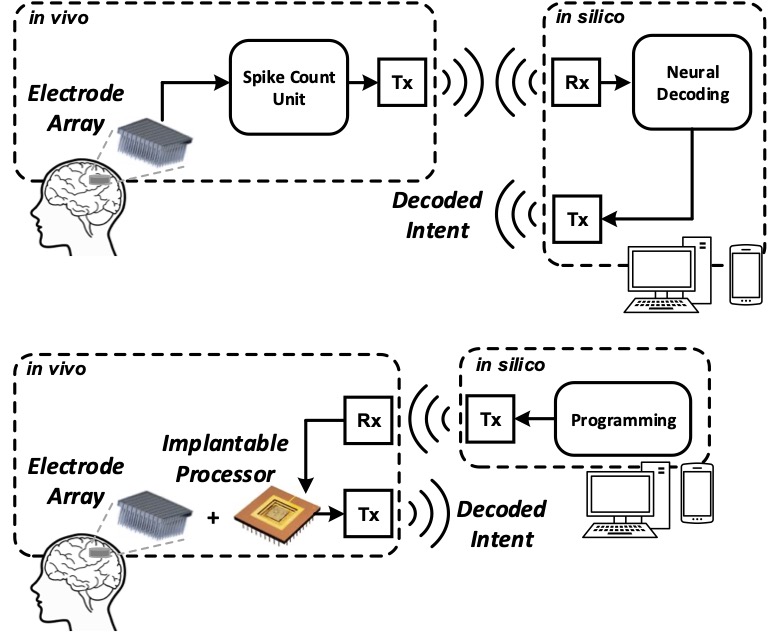 in vivo
in silico
Electrode
Array
Spike Count
Unit
Tx
Rx
Neural
Decoding
Decoded
Intent
Tx
in vivo
in silico
Rx
Tx
Programming
Electrode
Array
+
Implantable
Processor
Tx
Decoded
Intent